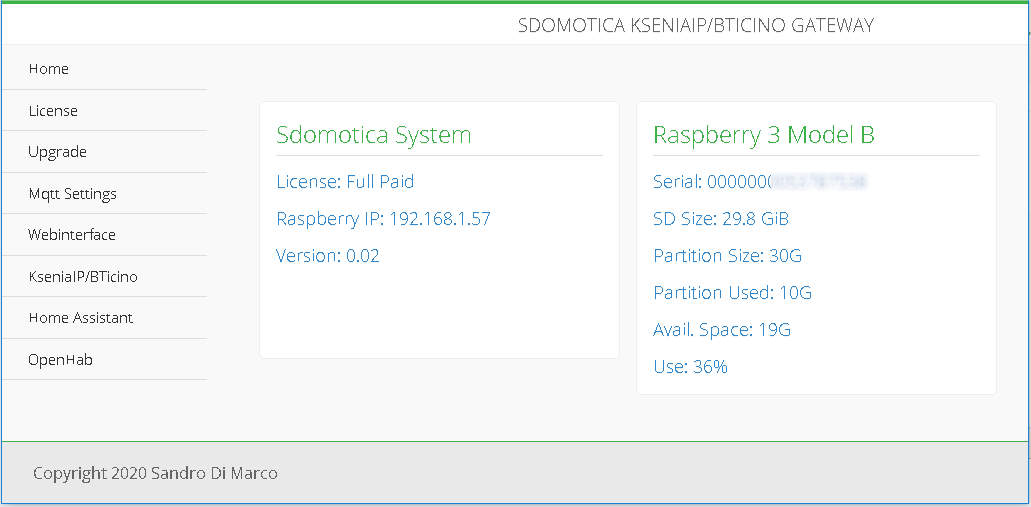 SDOMOTICA KSENIAIP/BTICINO GATEWAY
Home
License
Upgrade
Mqtt Settings
Webinterface
KseniaIP/BTicino
Home Assistant
OpenHab
Sdomotica System
License: Full Paid
Raspberry IP: 192.168.1.57
Version: 0.02
Raspberry 3 Model B
Serial: 0000000
SD Size: 29.8 GiB
Partition Size: 30G
Partition Used: 10G
Avail. Space: 19G
Use: 36%
Copyright 2020 Sandro Di Marco